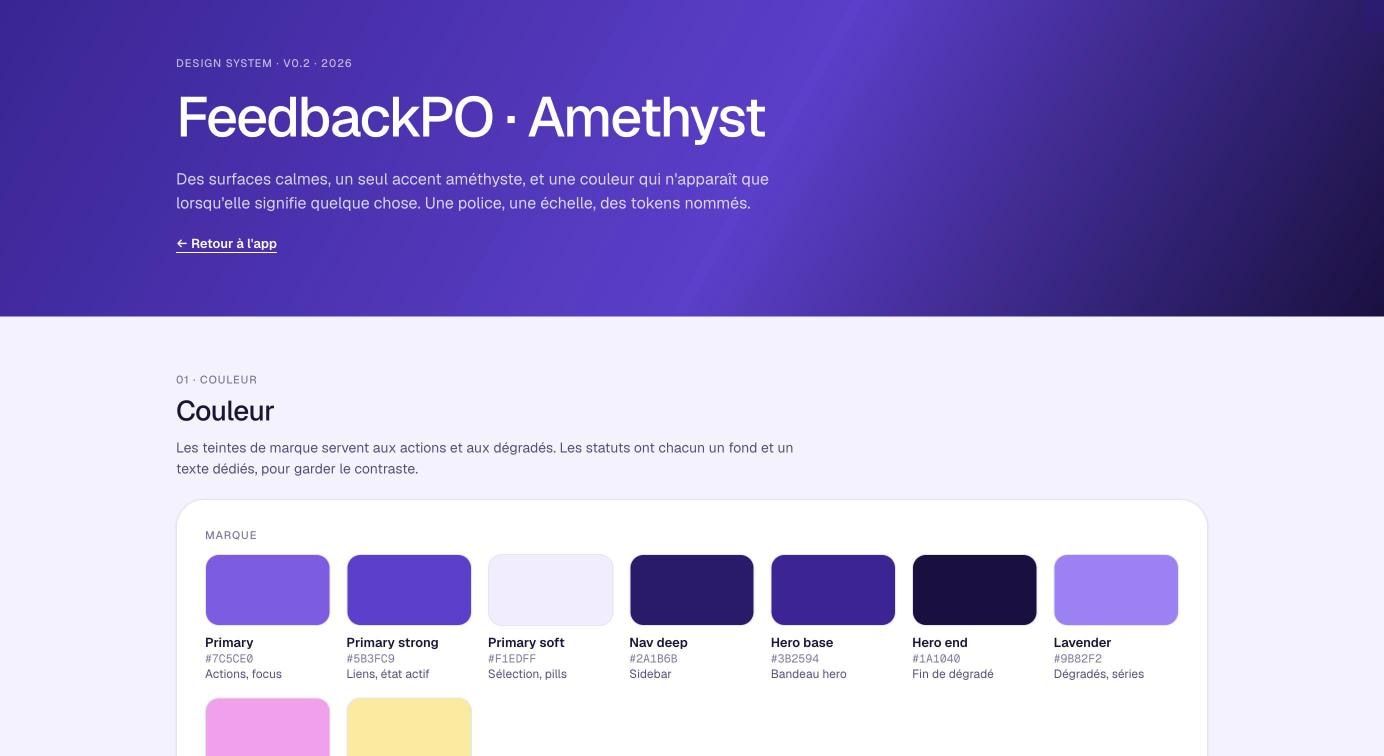 DESIGN SYSTEM · V0.2 · 2026
FeedbackPO · Amethyst
Des surfaces calmes, un seul accent améthyste, et une couleur qui n'apparaît que
lorsqu'elle signifie quelque chose. Une police, une échelle, des tokens nommés.
← Retour à l'app
01 · COULEUR
Couleur
Les teintes de marque servent aux actions et aux dégradés. Les statuts ont chacun un fond et un
texte dédiés, pour garder le contraste.
MARQUE
Primary
#7C5CE0
Actions, focus
Primary strong
#5B3FC9
Liens, état actif
Primary soft
#F1EDFF
Sélection, pills
Nav deep
#2A1B6B
Sidebar
Hero base
#3B2594
Bandeau hero
Hero end
#1A1040
Fin de dégradé
Lavender
#9B82F2
Dégradés, séries